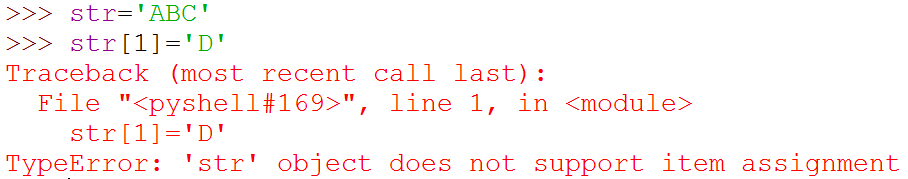 >>> str='ABC'
>>> str[1]='D'
Traceback (most recent call last):
  File "<pyshell#169>", line 1, in <module>
    str[1]='D'
TypeError: 'str' object does not support item assignment